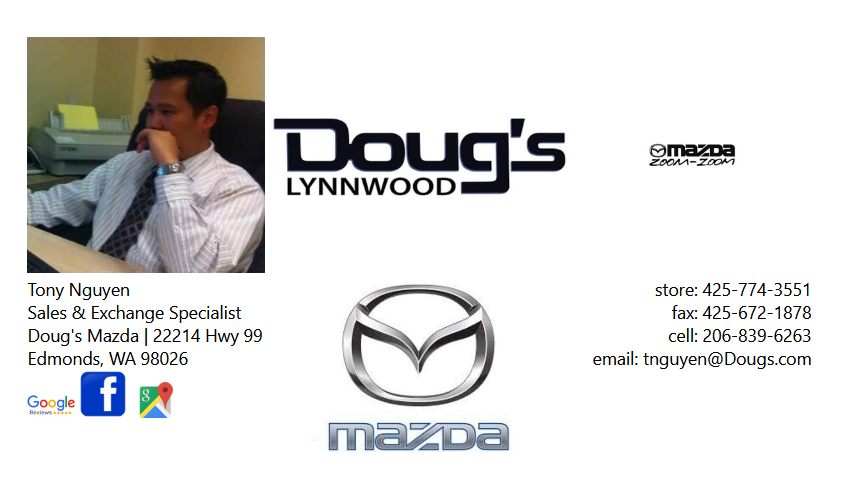 Doug's
LYNNWOOD
mazda
ZOOM-ZOOM
Tony Nguyen
Sales & Exchange Specialist
Doug's Mazda | 22214 Hwy 99
Edmonds, WA 98026
store: 425-774-3551
fax: 425-672-1878
cell: 206-839-6263
email: tnguyen@Dougs.com
Google
Reviews
f
g
mazda